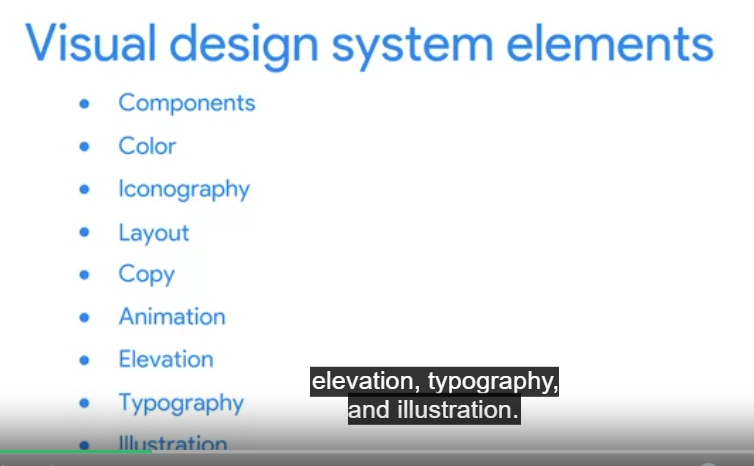 Visual design system elements
• Components
• Color
• Iconography
• Layout
• Copy
• Animation
• Elevation
• Typography
• Illustration
elevation, typography,
and illustration.